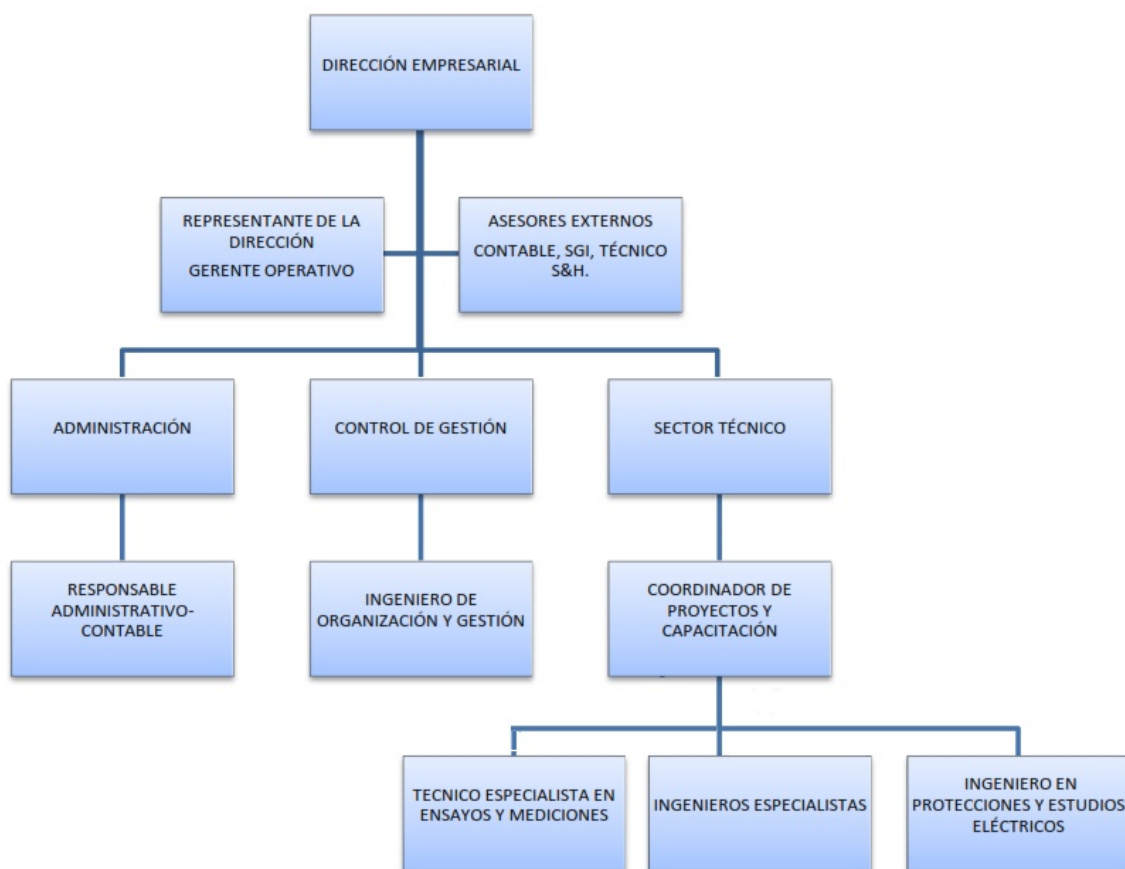 DIRECCIÓN EMPRESARIAL
REPRESENTANTE DE LA
DIRECCIÓN
GERENTE OPERATIVO
ASESORES EXTERNOS
CONTABLE, SGI, TÉCNICO
S&H.
ADMINISTRACIÓN
CONTROL DE GESTIÓN
SECTOR TÉCNICO
RESPONSABLE
ADMINISTRATIVO-
CONTABLE
INGENIERO DE
ORGANIZACIÓN Y GESTIÓN
COORDINADOR DE
PROYECTOS Y
CAPACITACIÓN
TECNICO ESPECIALISTA EN
ENSAYOS Y MEDICIONES
INGENIEROS ESPECIALISTAS
INGENIERO EN
PROTECCIONES Y ESTUDIOS
ELÉCTRICOS